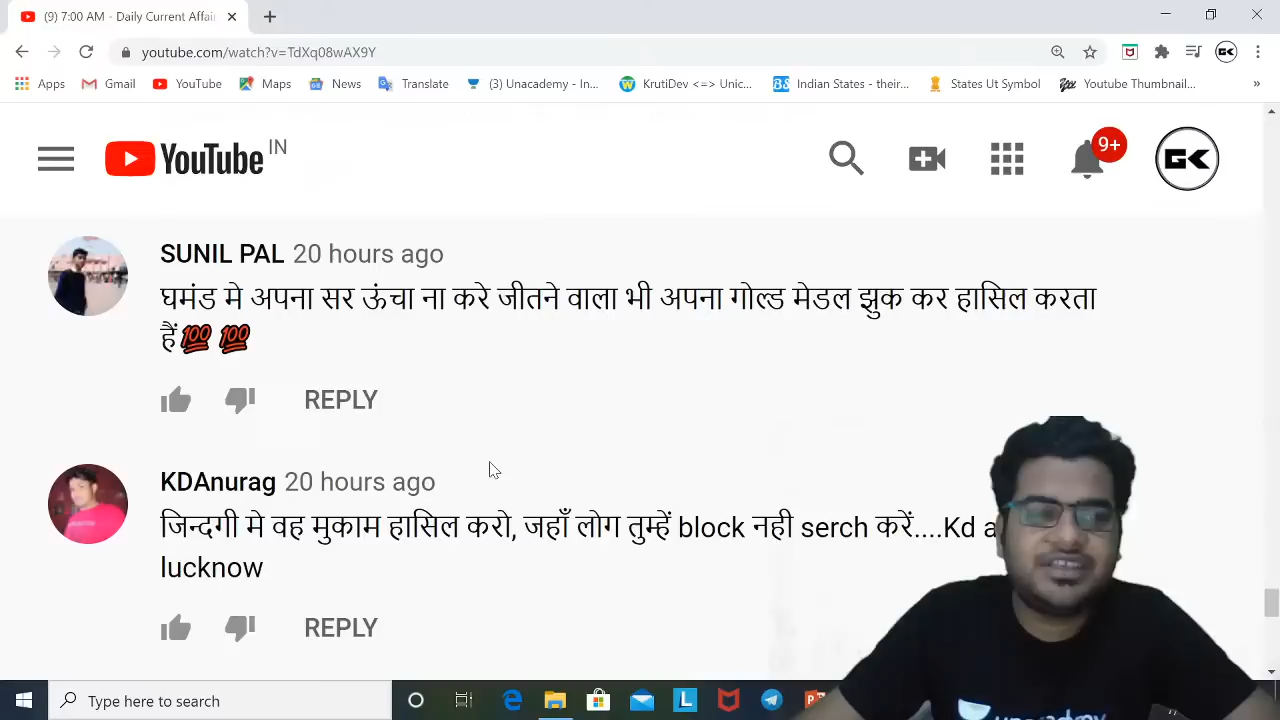 (9) 7:00 AM - Daily Current Affair
youtube.com/watch?v=TdXq08wAX9Y
GK
Apps Gmail YouTube Maps News Translate (3) Unacademy - In... KrutiDev <=> Unic... Indian States - their... States Ut Symbol Youtube Thumbnail... »
YouTube IN
9+
GK
SUNIL PAL 20 hours ago
घमंड मे अपना सर ऊंचा ना करे जीतने वाला भी अपना गोल्ड मेडल झुक कर हासिल करता
हैं💯💯
REPLY
KDAnurag 20 hours ago
जिन्दगी मे वह मुकाम हासिल करो, जहाँ लोग तुम्हें block नही serch करें....Kd a
lucknow
REPLY
Type here to search
unacademy